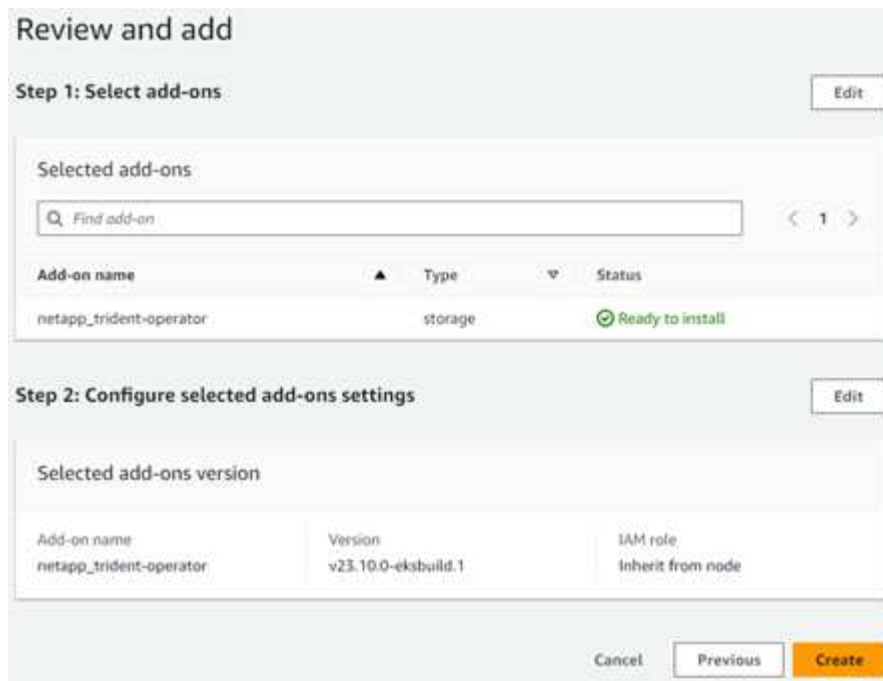 Review and add
Step 1: Select add-ons
Edit
Selected add-ons
Find add-on
1
Add-on name Type Status
netapp_trident-operator storage Ready to install
Step 2: Configure selected add-ons settings
Edit
Selected add-ons version
Add-on name Version IAM role
netapp_trident-operator v23.10.0-eksbuild.1 Inherit from node
Cancel Previous Create